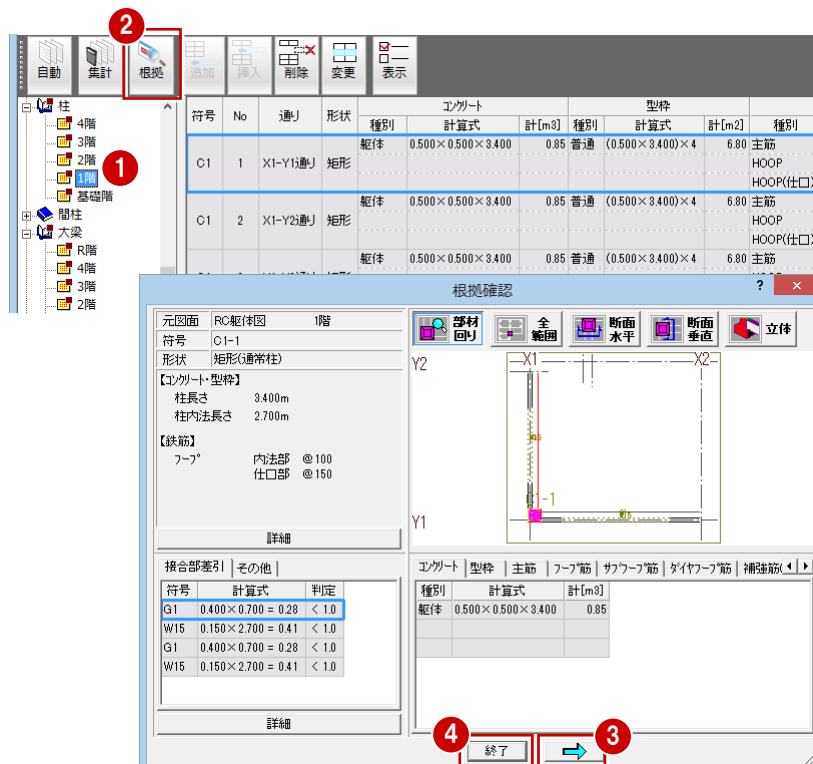 2
自動 集計 根拠 追加 挿入 削除 変更 表示
柱
4階
3階
2階
1階
基礎階
間柱
大梁
R階
4階
3階
2階
1
符号 No 通り 形状 コンクリート 型枠
種別 計算式 計[m3] 種別 計算式 計[m2] 種別
C1 1 X1-Y1通り 矩形 躯体 0.500×0.500×3.400 0.85 普通 (0.500×3.400)×4 6.80 主筋
HOOP
HOOP(仕口)
C1 2 X1-Y2通り 矩形 躯体 0.500×0.500×3.400 0.85 普通 (0.500×3.400)×4 6.80 主筋
HOOP
HOOP(仕口)
躯体 0.500×0.500×3.400 0.85 普通 (0.500×3.400)×4 6.80 主筋
根拠確認 ? ×
元図面 RC躯体図 1階
符号 C1-1
形状 矩形(通常柱)
【コンクリート・型枠】
柱長さ 3.400m
柱内法長さ 2.700m
【鉄筋】
フープ 内法部 @100
仕口部 @150
詳細
部材回り 全範囲 断面水平 断面垂直 立体
Y2 X1 X2
W15
C1-1
Y1 W15
接合部差引 その他
符号 計算式 判定
G1 0.400×0.700 = 0.28 < 1.0
W15 0.150×2.700 = 0.41 < 1.0
G1 0.400×0.700 = 0.28 < 1.0
W15 0.150×2.700 = 0.41 < 1.0
詳細
コンクリート 型枠 主筋 フープ筋 サブフープ筋 ダイヤフープ筋 補強筋(
種別 計算式 計[m3]
躯体 0.500×0.500×3.400 0.85
4 終了 3